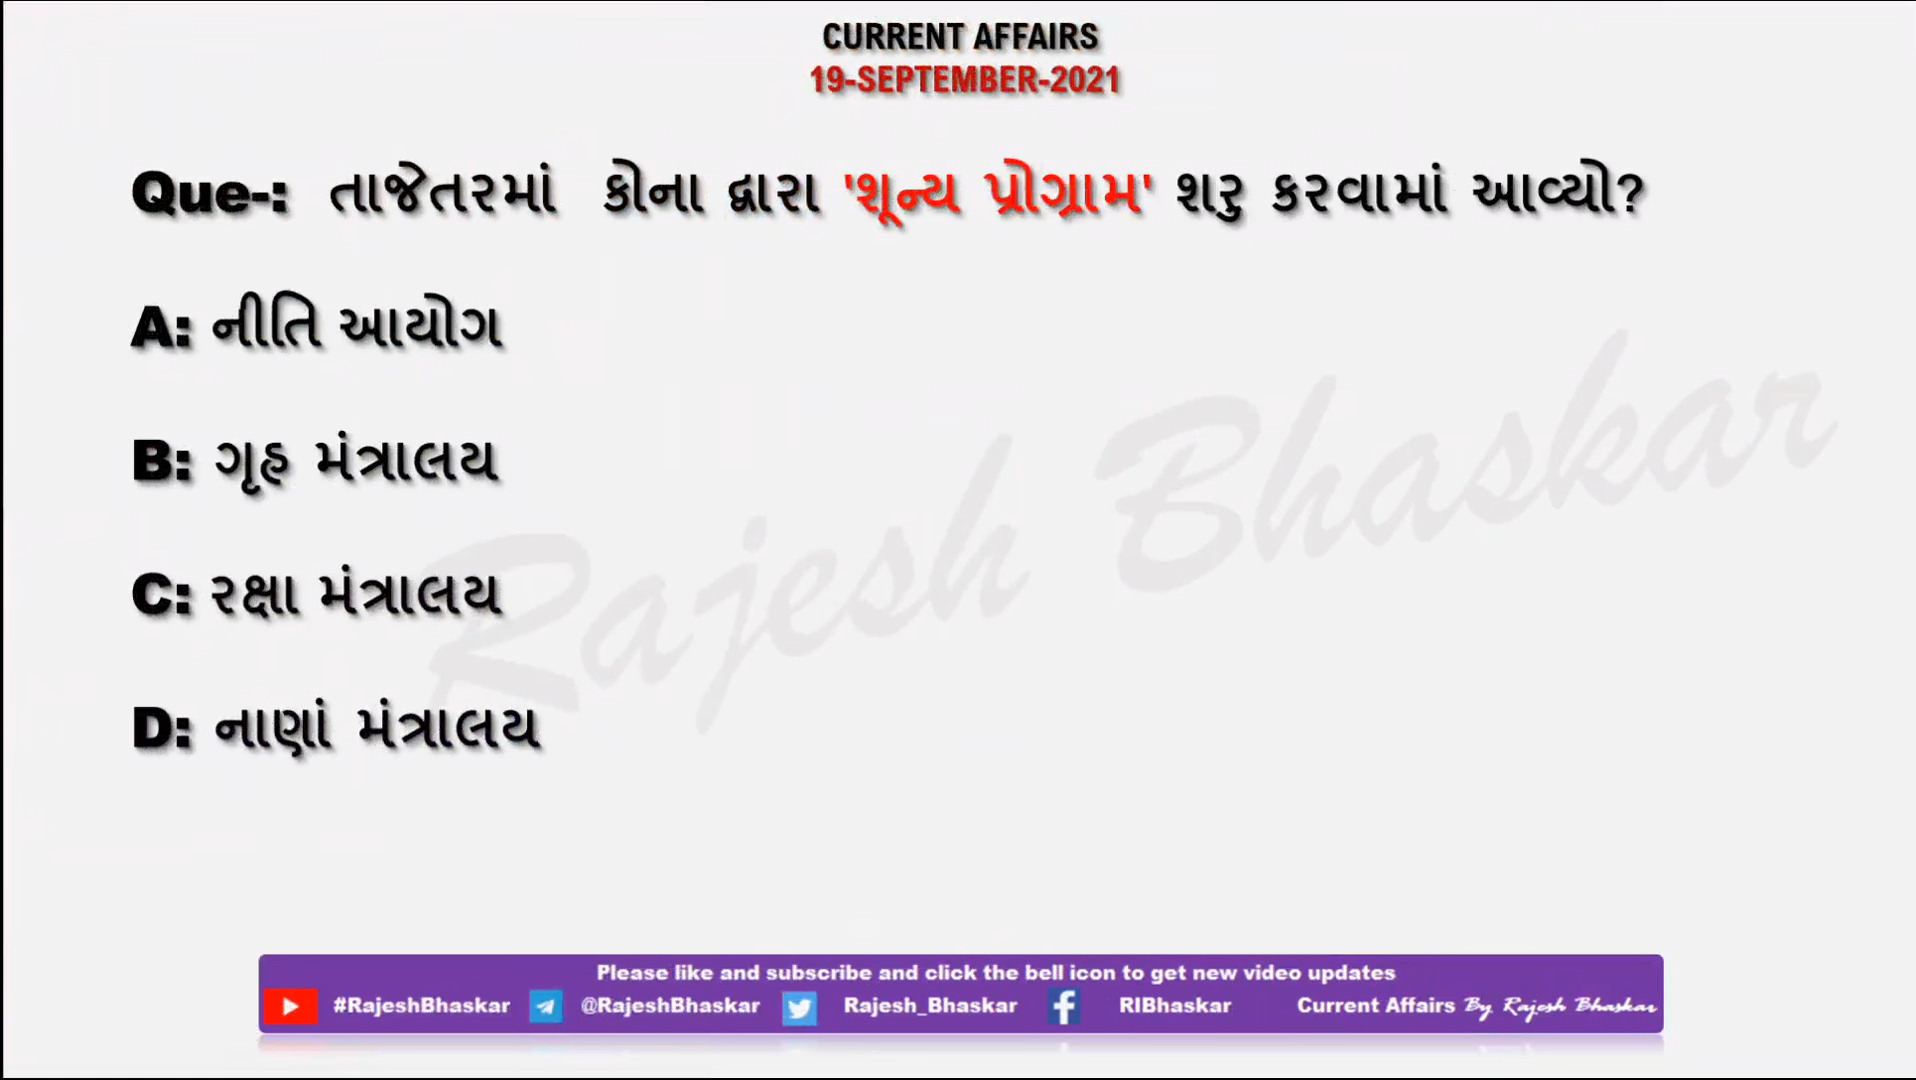 CURRENT AFFAIRS
19-SEPTEMBER-2021
Que-: તાજેતરમાં કોના દ્વારા 'શૂન્ય પ્રોગ્રામ' શરુ કરવામાં આવ્યો?
A: નીતિ આયોગ
B: ગૃહ મંત્રાલય
C: રક્ષા મંત્રાલય
D: નાણાં મંત્રાલય
Rajesh Bhaskar
Please like and subscribe and click the bell icon to get new video updates
#RajeshBhaskar @RajeshBhaskar Rajesh_Bhaskar RIBhaskar Current Affairs By Rajesh Bhaskar